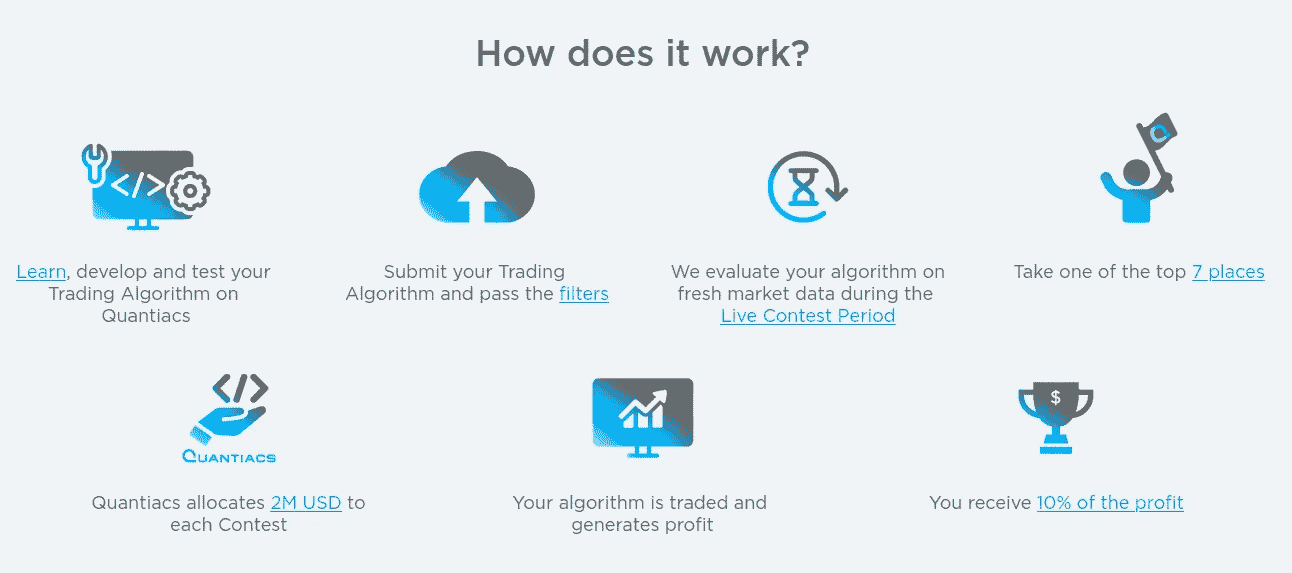 How does it work?
</>
Learn, develop and test your
Trading Algorithm on
Quantiacs
Submit your Trading
Algorithm and pass the filters
We evaluate your algorithm on
fresh market data during the
Live Contest Period
Take one of the top 7 places
</>
QUANTIACS
Quantiacs allocates 2M USD to
each Contest
Your algorithm is traded and
generates profit
$
You receive 10% of the profit